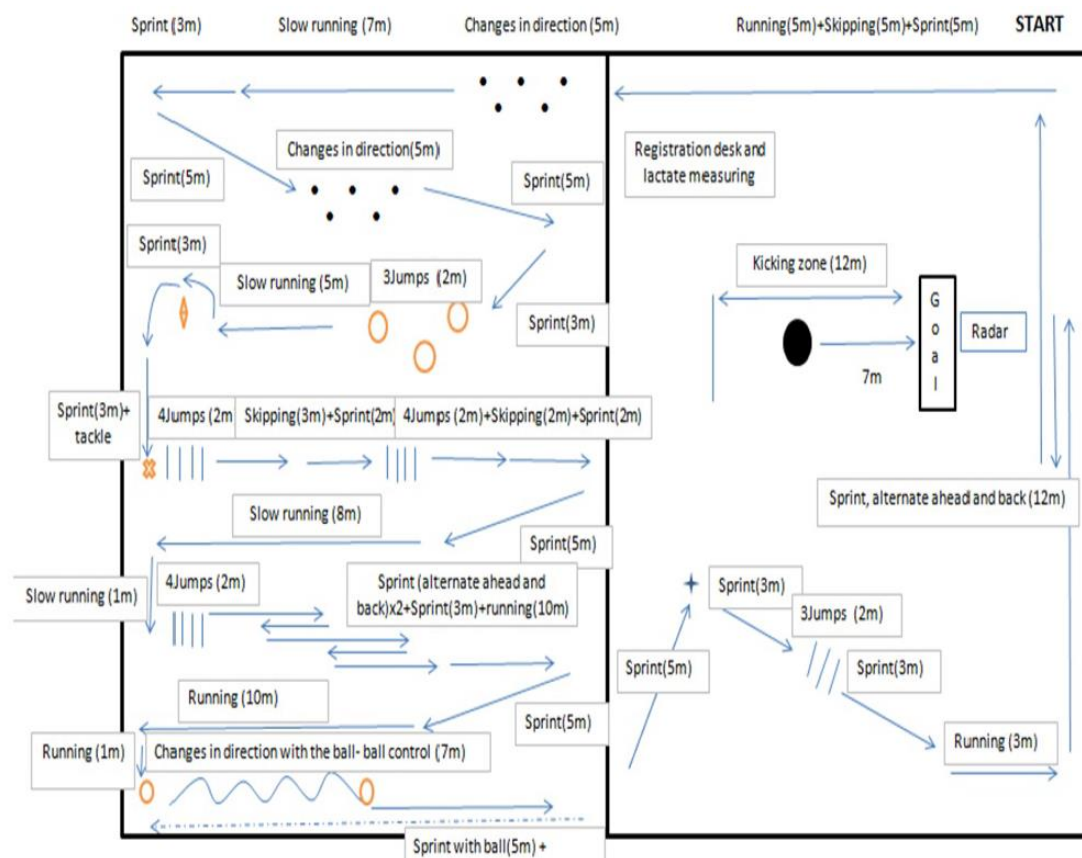 Sprint (3m)
Slow running (7m)
Changes in direction (5m)
Running(5m)+Skipping(5m)+Sprint(5m)
START
Changes in direction(5m)
Sprint(5m)
Sprint(5m)
Registration desk and
lactate measuring
Sprint(3m)
Slow running (5m)
3Jumps (2m)
Sprint(3m)
Kicking zone (12m)
Goal
Radar
7m
Sprint(3m)+
tackle
4Jumps (2m
Skipping(3m)+Sprint(2m)
4Jumps (2m)+Skipping(2m)+Sprint(2m)
Sprint, alternate ahead and back (12m)
Slow running (8m)
Sprint(5m)
Slow running (1m)
4Jumps (2m)
Sprint (alternate ahead and
back)x2+Sprint(3m)+running(10m)
Sprint(3m)
3Jumps (2m)
Sprint(5m)
Sprint(3m)
Running (10m)
Sprint(5m)
Running (3m)
Running (1m)
Changes in direction with the ball- ball control (7m)
Sprint with ball(5m) +